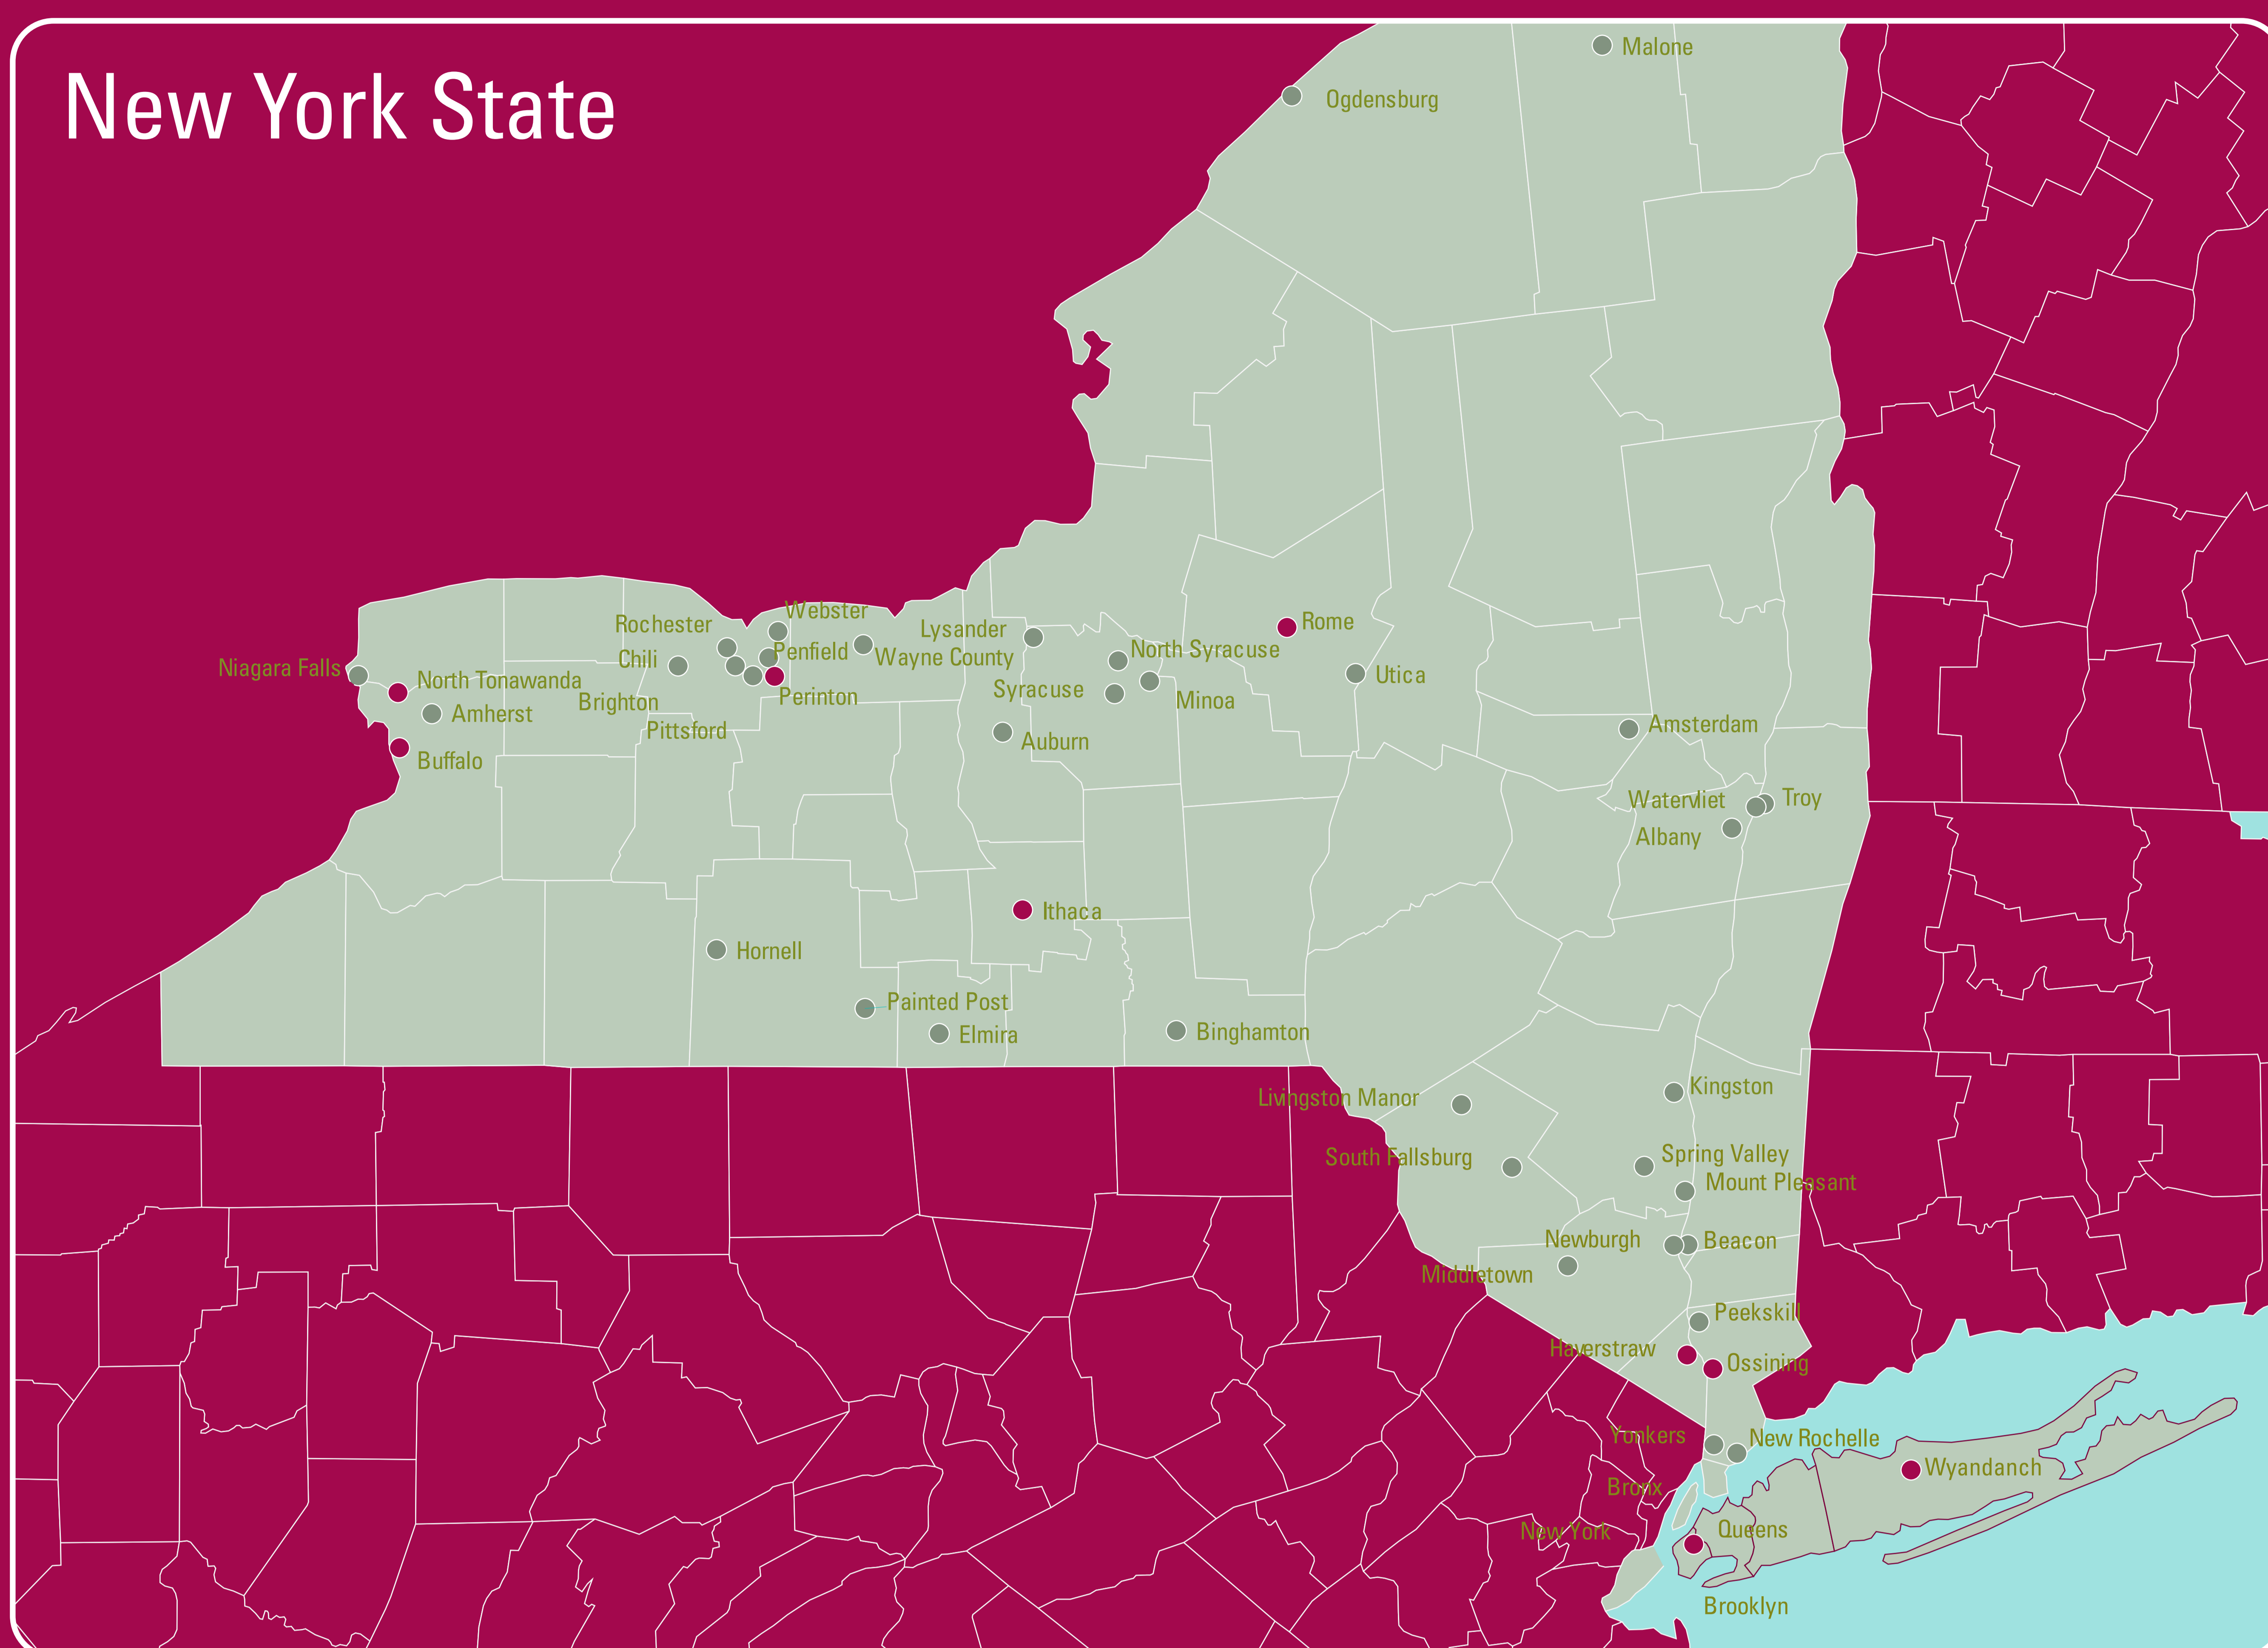 New York State
Malone
Ogdensburg
Webster
Rochester
Rome
Lysander
North Syracuse
Penfield
Wayne County
Chili
Niagara Falls
Utica
North Tonawanda
Syracuse
Perinton
Minoa
Brighton
Amherst
Amsterdam
Pittsford
Auburn
Buffalo
Troy
Watervliet
Albany
Ithaca
Hornell
Painted Post
Binghamton
Elmira
Kingston
Livingston Manor
Spring Valley
South Fallsburg
Mount Pleasant
Newburgh
Beacon
Middletown
Peekskill
Haverstraw
Ossining
Yonkers
New Rochelle
Wyandanch
Bronx
Queens
New York
Brooklyn